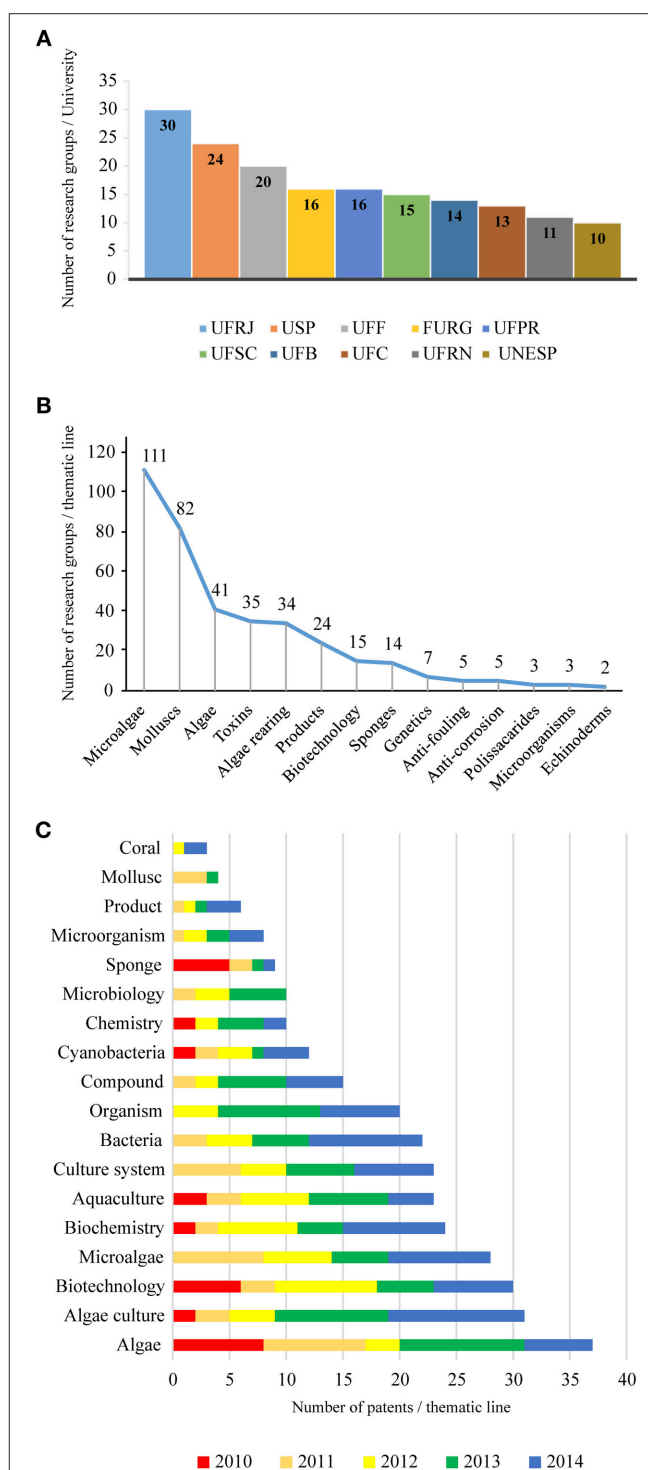 A
Number of research groups / University
35
30
25
20
15
10
5
0
30
24
20
16
16
15
14
13
11
10
UFRJ USP UFF FURG UFPR
UFSC UFB UFC UFRN UNESP
B
Number of research groups / thematic line
120
100
80
60
40
20
0
111
82
41
35
34
24
15
14
7
5
5
3
3
2
Microalgae
Molluscs
Algae
Toxins
Algae rearing
Products
Biotechnology
Sponges
Genetics
Anti-fouling
Anti-corrosion
Polissacarides
Microorganisms
Echinoderms
C
Coral
Mollusc
Product
Microorganism
Sponge
Microbiology
Chemistry
Cyanobacteria
Compound
Organism
Bacteria
Culture system
Aquaculture
Biochemistry
Microalgae
Biotechnology
Algae culture
Algae
0 5 10 15 20 25 30 35 40
Number of patents / thematic line
2010 2011 2012 2013 2014